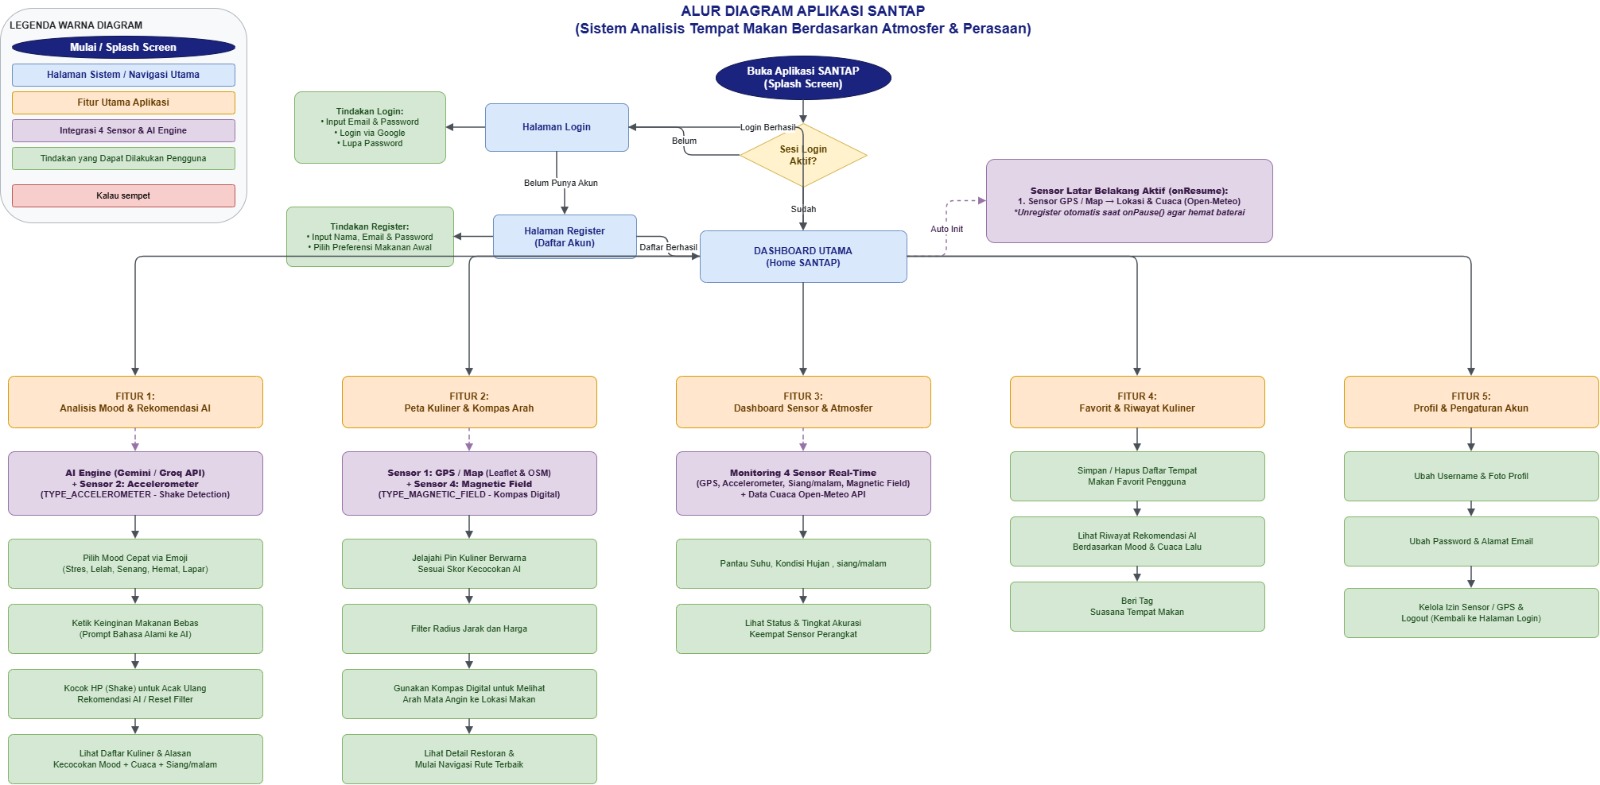 ALUR DIAGRAM APLIKASI SANTAP
(Sistem Analisis Tempat Makan Berdasarkan Atmosfer & Perasaan)
LEGENDA WARNA DIAGRAM
Mulai / Splash Screen
Halaman Sistem / Navigasi Utama
Fitur Utama Aplikasi
Integrasi 4 Sensor & AI Engine
Tindakan yang Dapat Dilakukan Pengguna
Kalau sempet
Buka Aplikasi SANTAP
(Splash Screen)
Tindakan Login:
• Input Email & Password
• Login via Google
• Lupa Password
Halaman Login
Login Berhasil
Belum
Sesi Login
Aktif?
Belum Punya Akun
Sudah
Tindakan Register:
• Input Nama, Email & Password
• Pilih Preferensi Makanan Awal
Halaman Register
(Daftar Akun)
Daftar Berhasil
DASHBOARD UTAMA
(Home SANTAP)
Auto Init
Sensor Latar Belakang Aktif (onResume):
1. Sensor GPS / Map → Lokasi & Cuaca (Open-Meteo)
*Unregister otomatis saat onPause() agar hemat baterai
FITUR 1:
Analisis Mood & Rekomendasi AI
AI Engine (Gemini / Groq API)
+ Sensor 2: Accelerometer
(TYPE_ACCELEROMETER - Shake Detection)
Pilih Mood Cepat via Emoji
(Stres, Lelah, Senang, Hemat, Lapar)
Ketik Keinginan Makanan Bebas
(Prompt Bahasa Alami ke AI)
Kocok HP (Shake) untuk Acak Ulang
Rekomendasi AI / Reset Filter
Lihat Daftar Kuliner & Alasan
Kecocokan Mood + Cuaca + Siang/malam
FITUR 2:
Peta Kuliner & Kompas Arah
Sensor 1: GPS / Map (Leaflet & OSM)
+ Sensor 4: Magnetic Field
(TYPE_MAGNETIC_FIELD - Kompas Digital)
Jelajahi Pin Kuliner Berwarna
Sesuai Skor Kecocokan AI
Filter Radius Jarak dan Harga
Gunakan Kompas Digital untuk Melihat
Arah Mata Angin ke Lokasi Makan
Lihat Detail Restoran &
Mulai Navigasi Rute Terbaik
FITUR 3:
Dashboard Sensor & Atmosfer
Monitoring 4 Sensor Real-Time
(GPS, Accelerometer, Siang/malam, Magnetic Field)
+ Data Cuaca Open-Meteo API
Pantau Suhu, Kondisi Hujan , siang/malam
Lihat Status & Tingkat Akurasi
Keempat Sensor Perangkat
FITUR 4:
Favorit & Riwayat Kuliner
Simpan / Hapus Daftar Tempat
Makan Favorit Pengguna
Lihat Riwayat Rekomendasi AI
Berdasarkan Mood & Cuaca Lalu
Beri Tag
Suasana Tempat Makan
FITUR 5:
Profil & Pengaturan Akun
Ubah Username & Foto Profil
Ubah Password & Alamat Email
Kelola Izin Sensor / GPS &
Logout (Kembali ke Halaman Login)